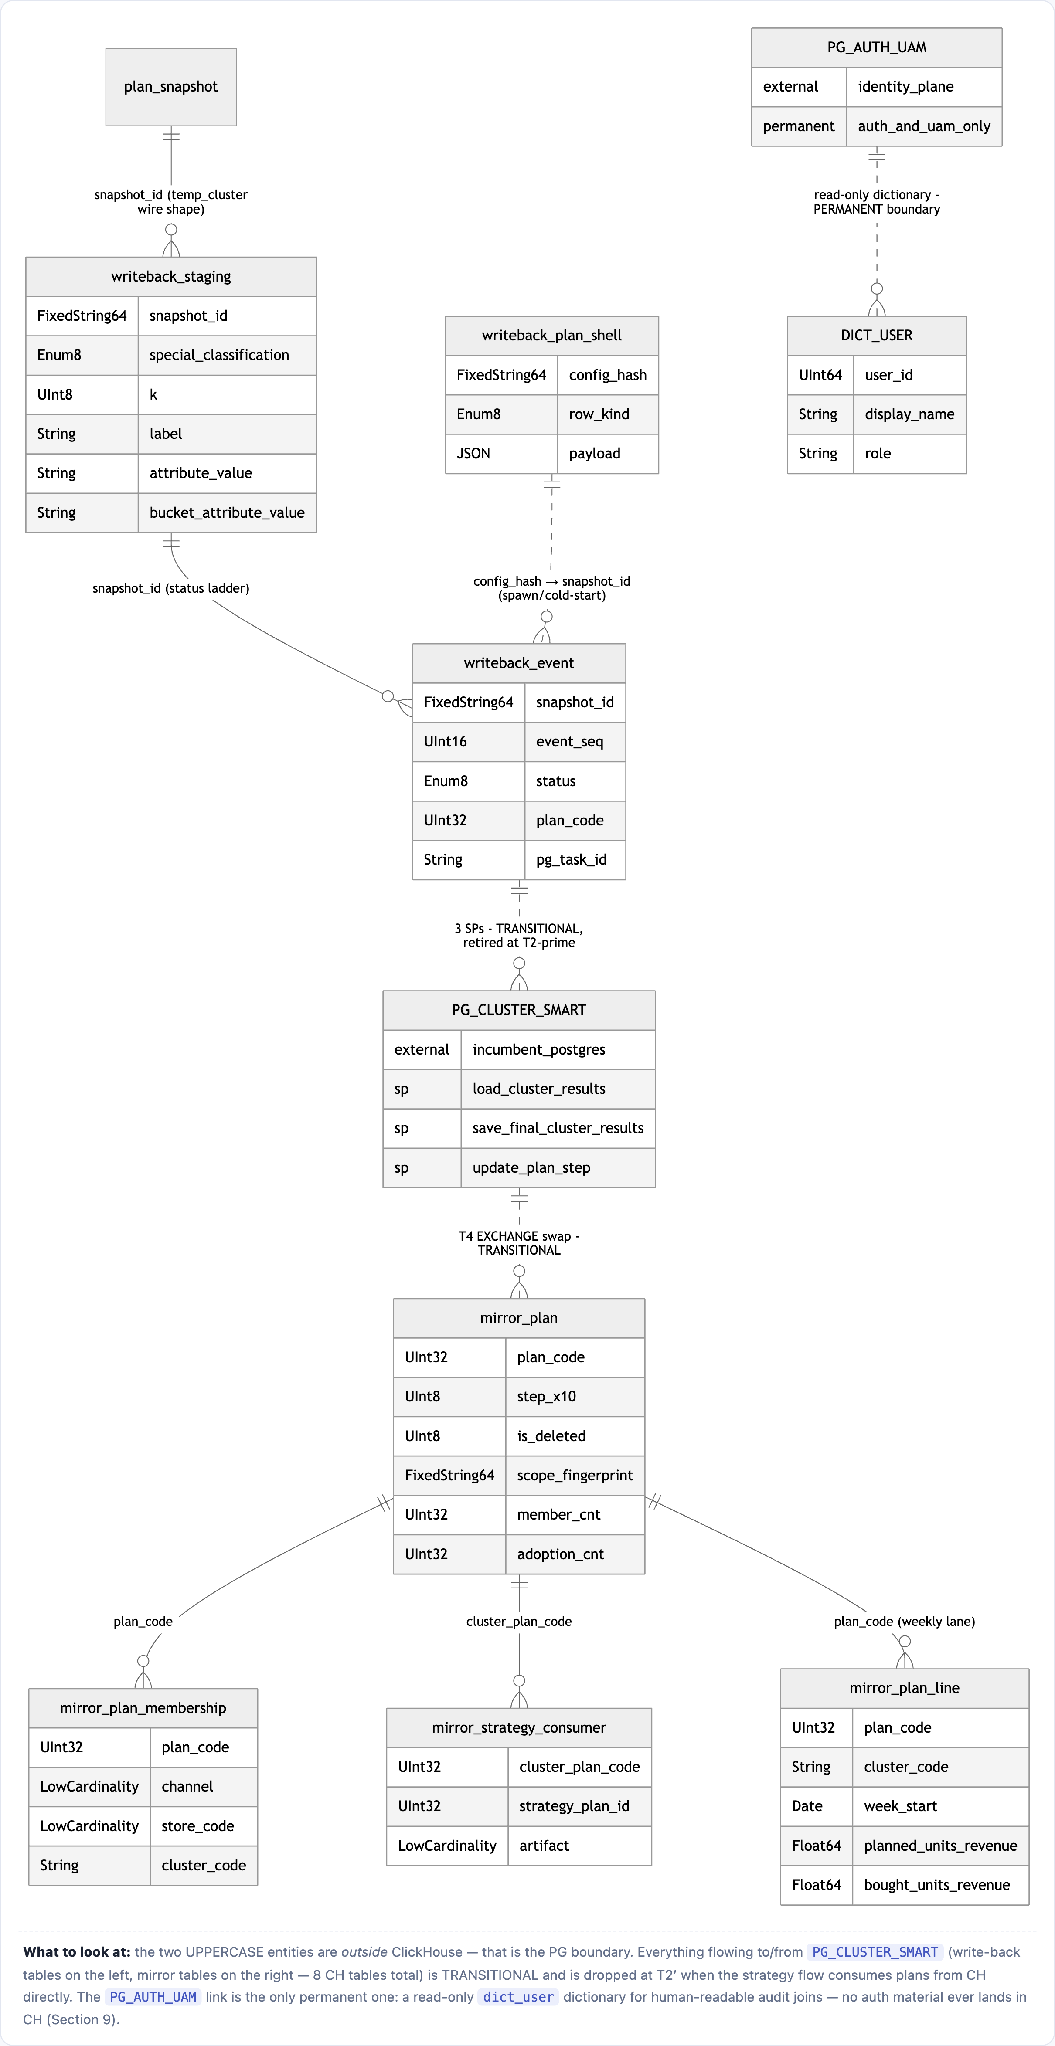 plan_snapshot
PG_AUTH_UAM
external identity_plane
permanent auth_and_uam_only
snapshot_id (temp_cluster
wire shape)
read-only dictionary -
PERMANENT boundary
writeback_staging
FixedString64 snapshot_id
Enum8 special_classification
UInt8 k
String label
String attribute_value
String bucket_attribute_value
writeback_plan_shell
FixedString64 config_hash
Enum8 row_kind
JSON payload
DICT_USER
UInt64 user_id
String display_name
String role
snapshot_id (status ladder)
config_hash → snapshot_id
(spawn/cold-start)
writeback_event
FixedString64 snapshot_id
UInt16 event_seq
Enum8 status
UInt32 plan_code
String pg_task_id
3 SPs - TRANSITIONAL,
retired at T2-prime
PG_CLUSTER_SMART
external incumbent_postgres
sp load_cluster_results
sp save_final_cluster_results
sp update_plan_step
T4 EXCHANGE swap -
TRANSITIONAL
mirror_plan
UInt32 plan_code
UInt8 step_x10
UInt8 is_deleted
FixedString64 scope_fingerprint
UInt32 member_cnt
UInt32 adoption_cnt
plan_code
cluster_plan_code
plan_code (weekly lane)
mirror_plan_membership
UInt32 plan_code
LowCardinality channel
LowCardinality store_code
String cluster_code
mirror_strategy_consumer
UInt32 cluster_plan_code
UInt32 strategy_plan_id
LowCardinality artifact
mirror_plan_line
UInt32 plan_code
String cluster_code
Date week_start
Float64 planned_units_revenue
Float64 bought_units_revenue
What to look at: the two UPPERCASE entities are outside ClickHouse — that is the PG boundary. Everything flowing to/from PG_CLUSTER_SMART (write-back
tables on the left, mirror tables on the right — 8 CH tables total) is TRANSITIONAL and is dropped at T2′ when the strategy flow consumes plans from CH
directly. The PG_AUTH_UAM link is the only permanent one: a read-only dict_user dictionary for human-readable audit joins — no auth material ever lands in
CH (Section 9).